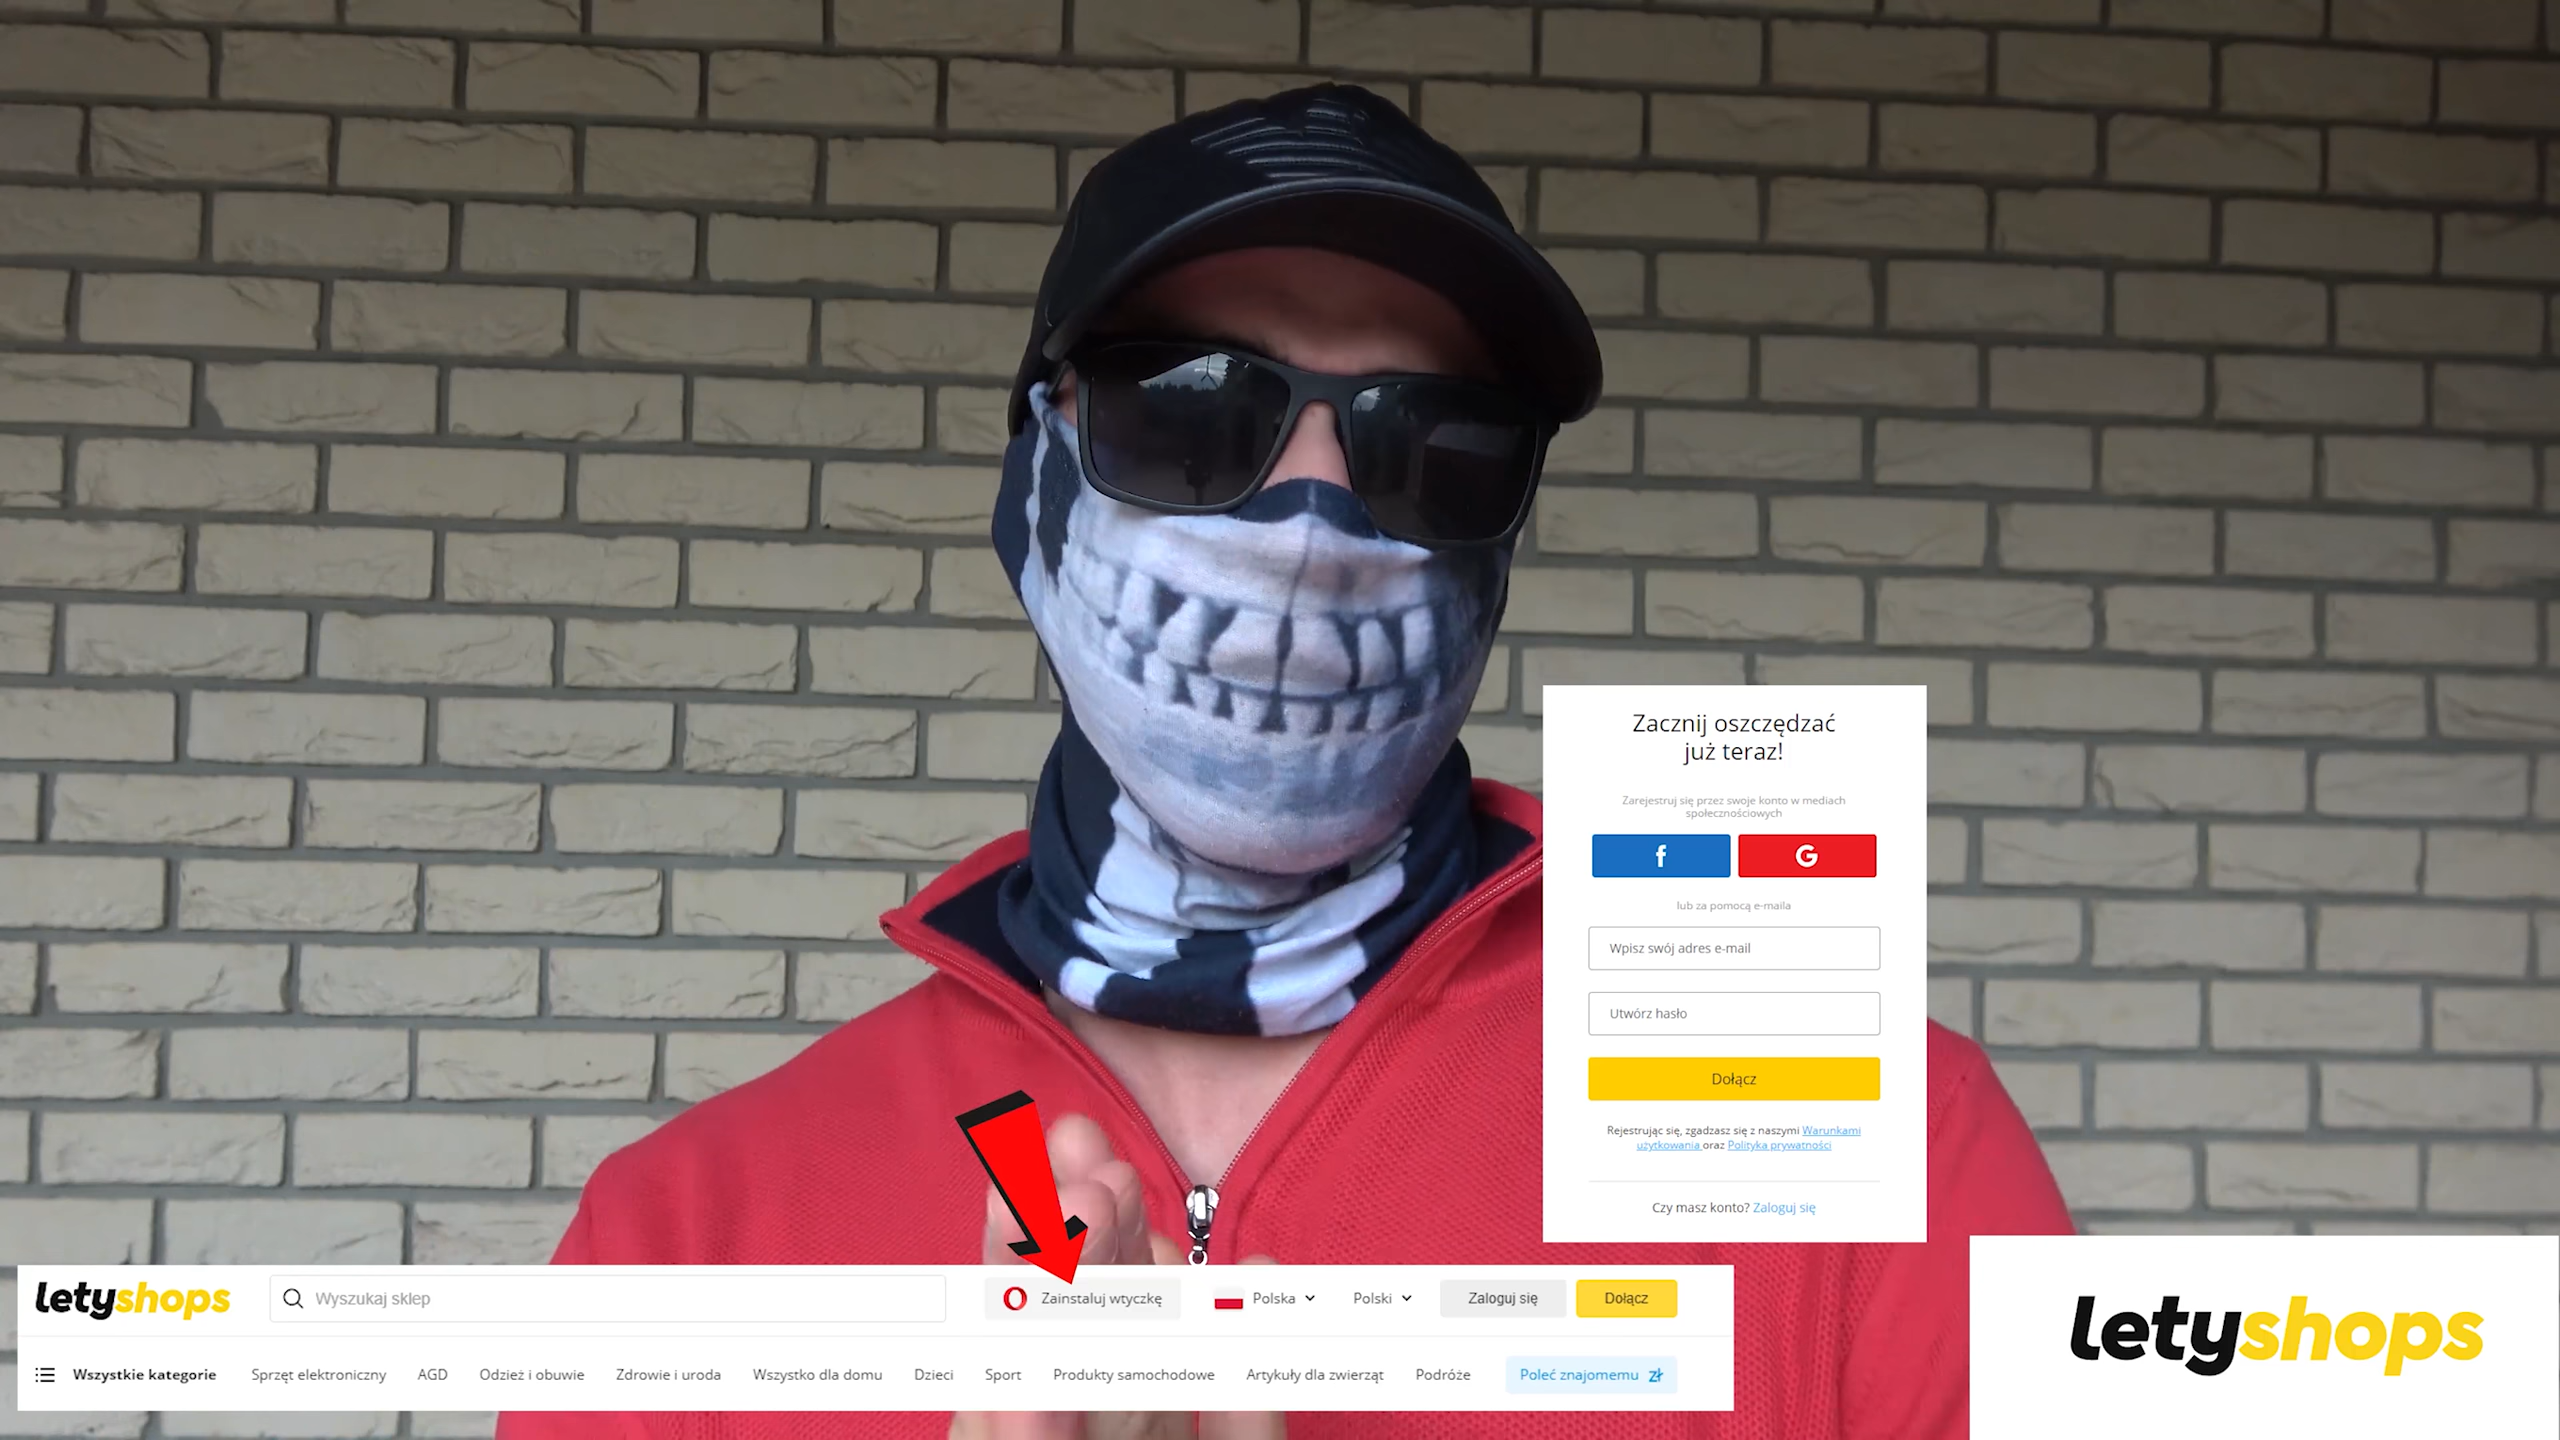 Zacznij oszczędzać
już teraz!
Zarejestruj się przez swoje konto w mediach
społecznościowych
f G
lub za pomocą e-maila
Wpisz swój adres e-mail
Utwórz hasło
Dołącz
Rejestrując się, zgadzasz się z naszymi Warunkami
użytkowania oraz Polityka prywatności
Czy masz konto? Zaloguj się
letyshops Wyszukaj sklep Zainstaluj wtyczkę Polska Polski Zaloguj się Dołącz
Wszystkie kategorie Sprzęt elektroniczny AGD Odzież i obuwie Zdrowie i uroda Wszystko dla domu Dzieci Sport Produkty samochodowe Artykuły dla zwierząt Podróże Poleć znajomemu zł
letyshops